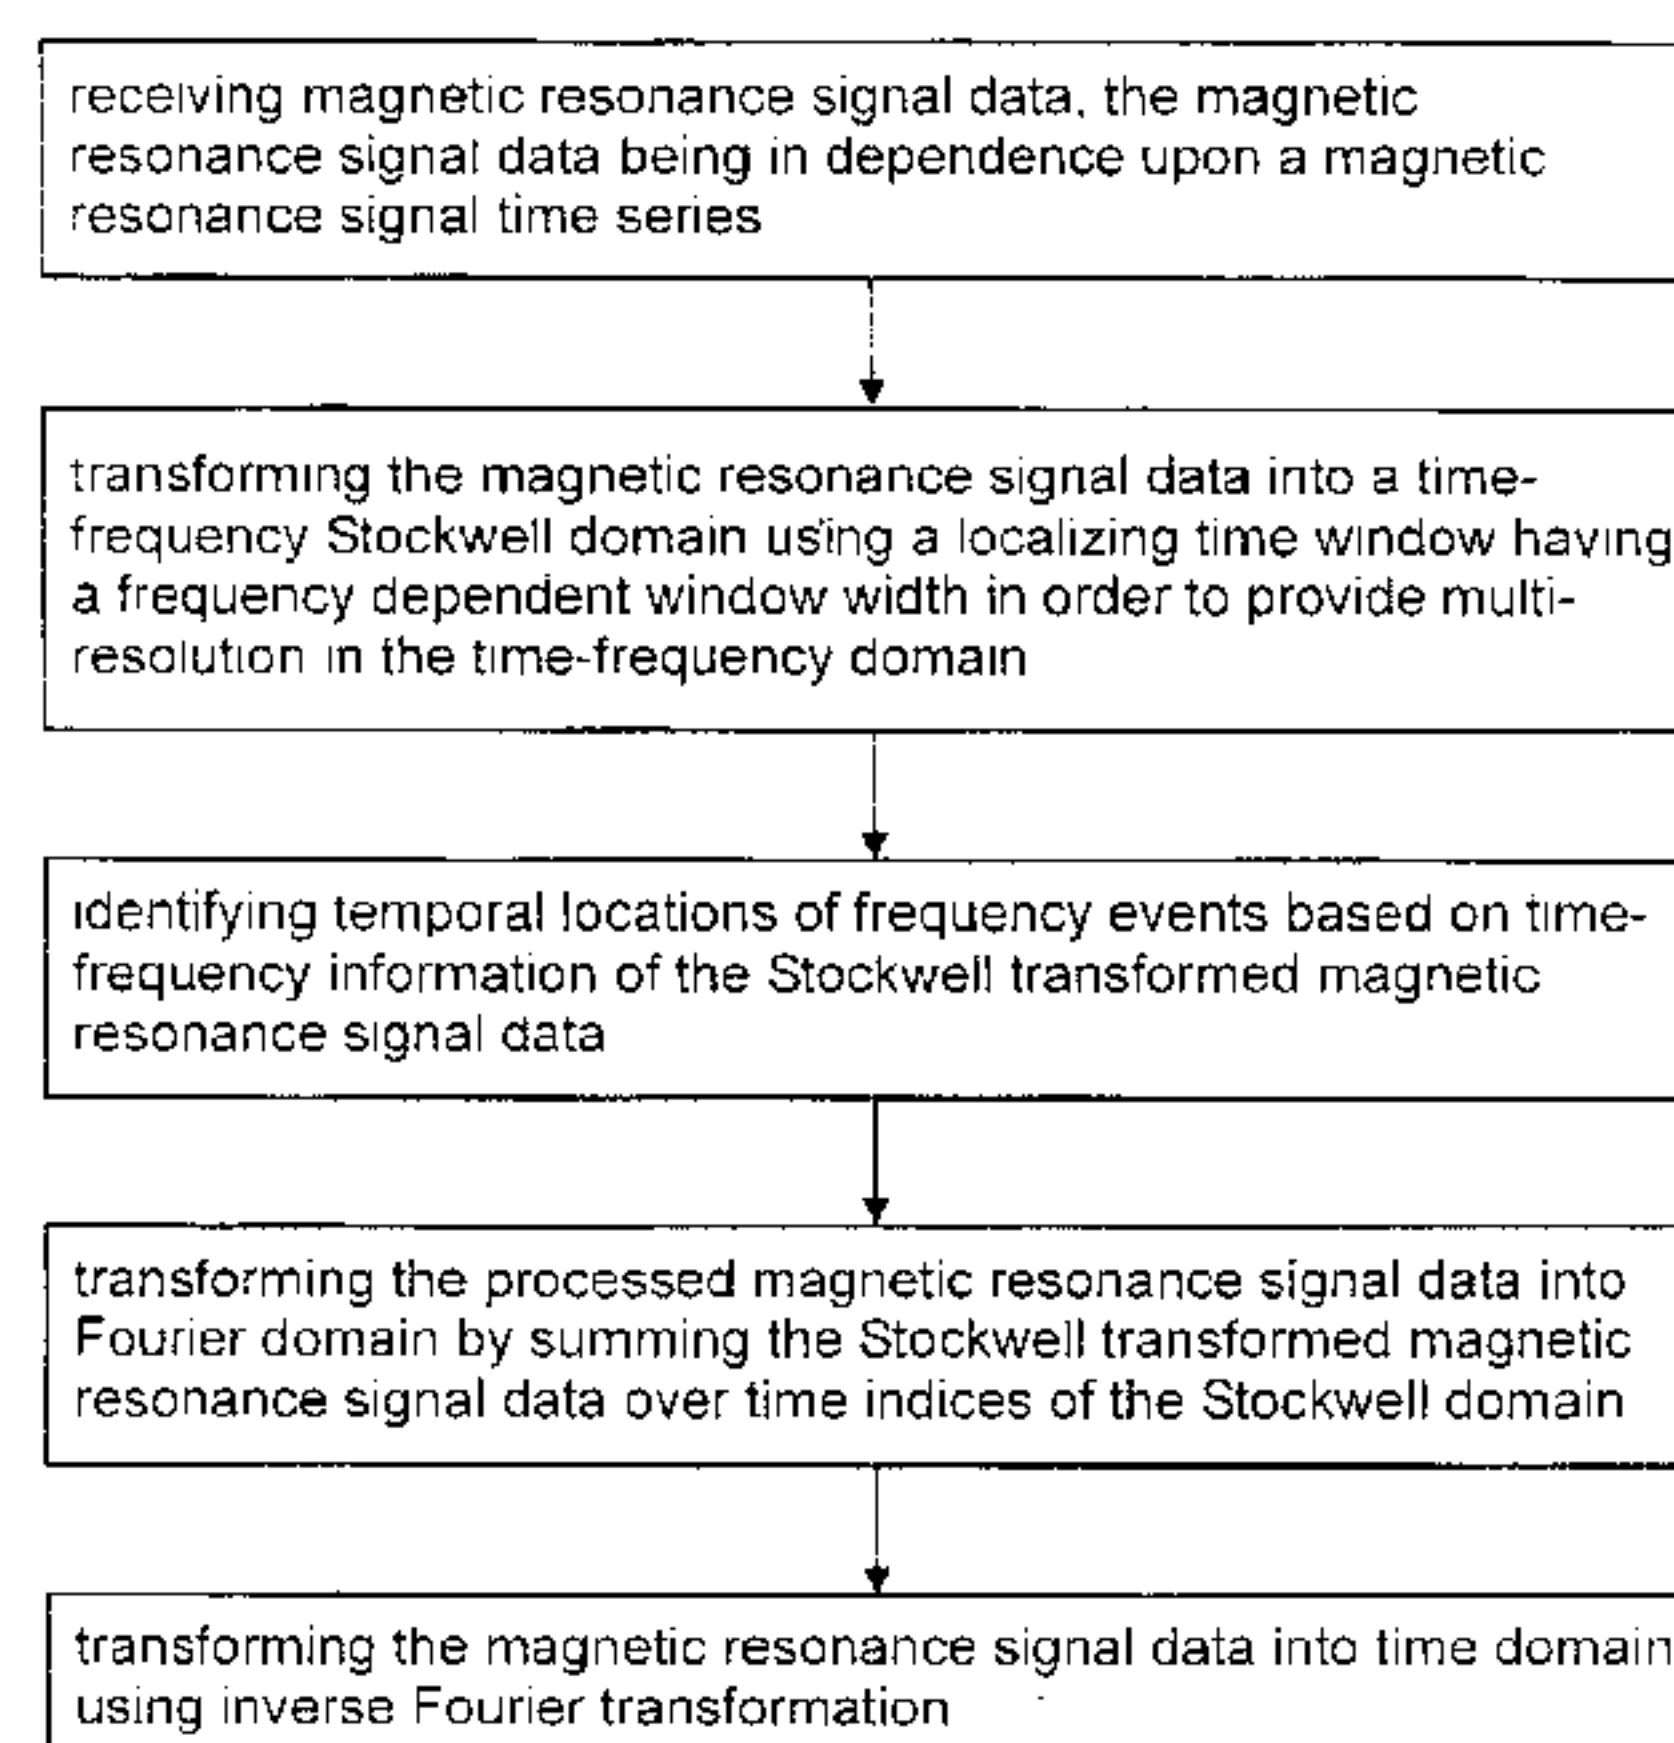 receiving magnetic resonance signal data, the magnetic
resonance signal data being in dependence upon a magnetic
resonance signal time series
transforming the magnetic resonance signal data into a time-
frequency Stockwell domain using a localizing time window having
a frequency dependent window width in order to provide multi-
resolution in the time-frequency domain
identifying temporal locations of frequency events based on time-
frequency information of the Stockwell transformed magnetic
resonance signal data
transforming the processed magnetic resonance signal data into
Fourier domain by summing the Stockwell transformed magnetic
resonance signal data over time indices of the Stockwell domain
transforming the magnetic resonance signal data into time domain
using inverse Fourier transformation